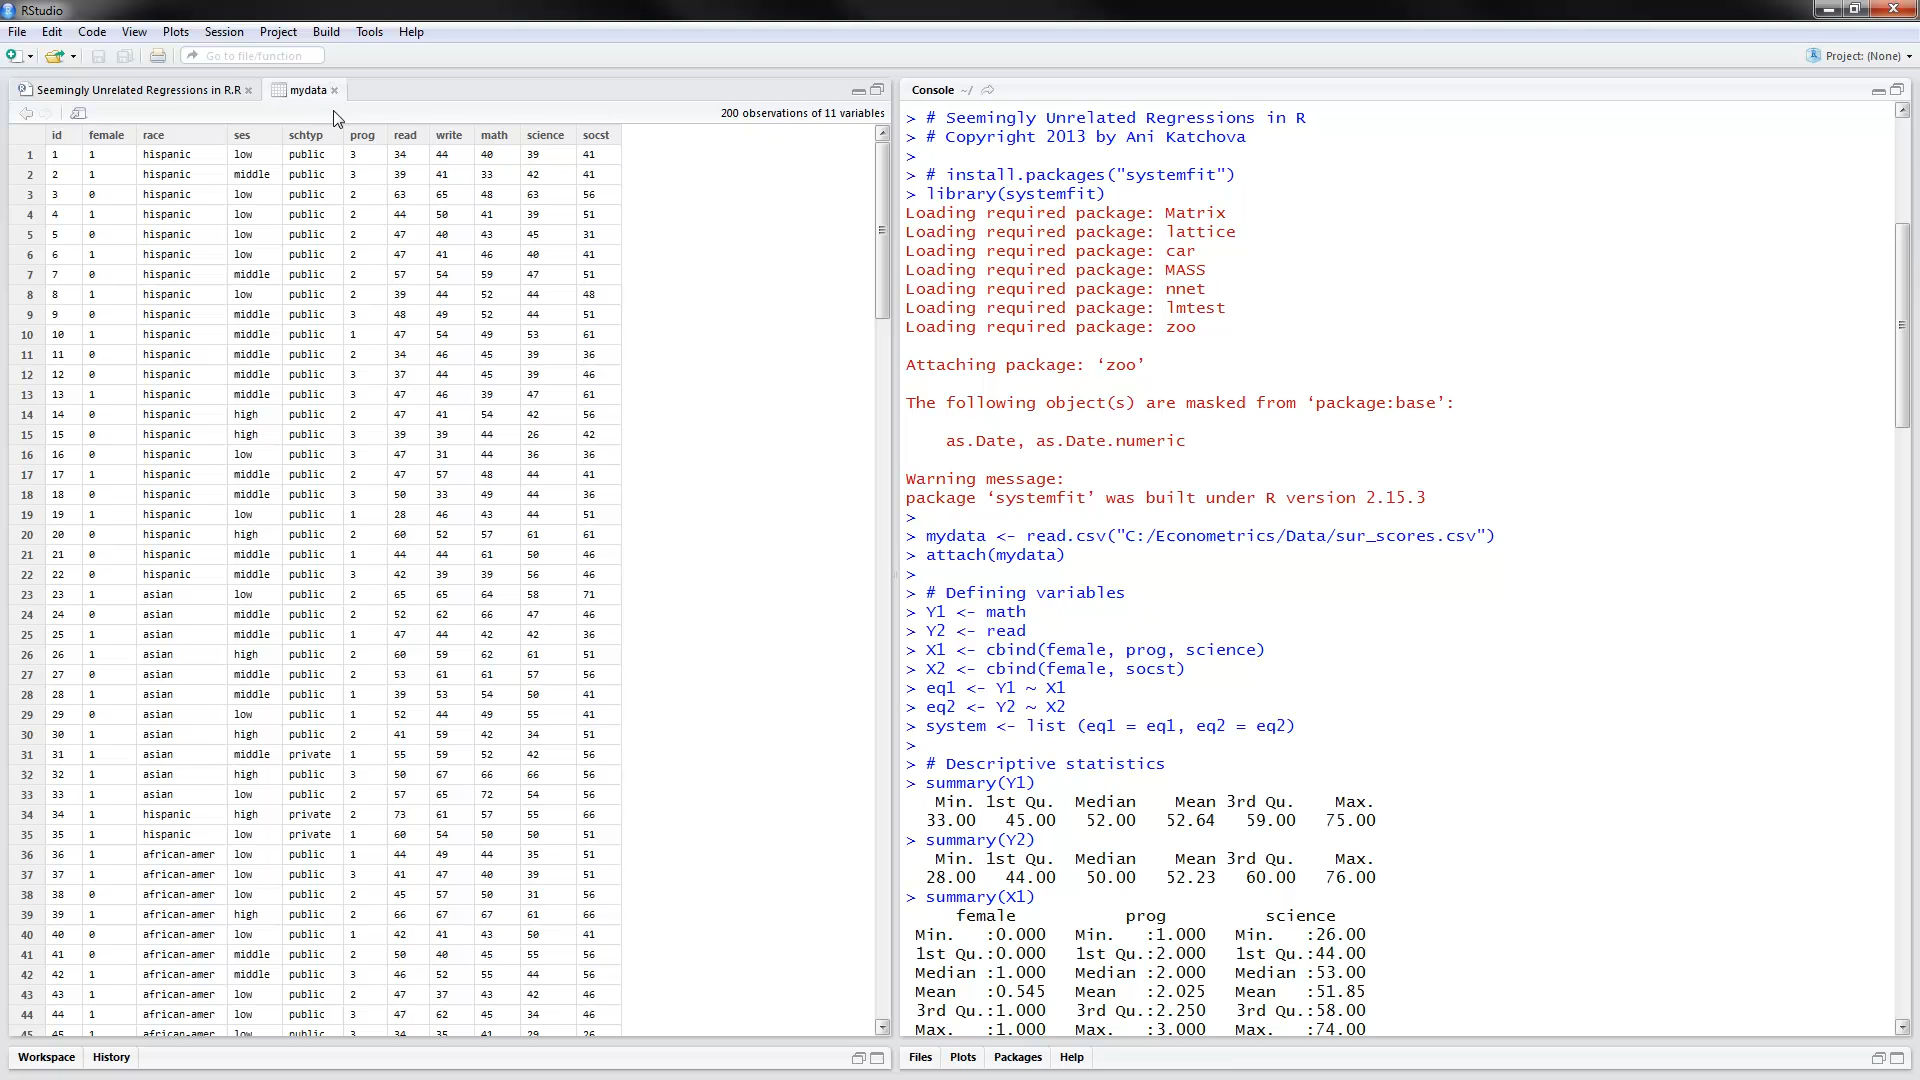 RStudio
File Edit Code View Plots Session Project Build Tools Help
Go to file/function
Project: (None)
Seemingly Unrelated Regressions in R.R
mydata
200 observations of 11 variables
id female race ses schtyp prog read write math science socst
1 1 1 hispanic low public 3 34 44 40 39 41
2 2 1 hispanic middle public 3 39 41 33 42 41
3 3 0 hispanic low public 2 63 65 48 63 56
4 4 1 hispanic low public 2 44 50 41 39 51
5 5 0 hispanic low public 2 47 40 43 45 31
6 6 1 hispanic low public 2 47 41 46 40 41
7 7 0 hispanic middle public 2 57 54 59 47 51
8 8 1 hispanic low public 2 39 44 52 44 48
9 9 0 hispanic middle public 3 48 49 52 44 51
10 10 1 hispanic middle public 1 47 54 49 53 61
11 11 0 hispanic middle public 2 34 46 45 39 36
12 12 0 hispanic middle public 3 37 44 45 39 46
13 13 1 hispanic middle public 3 47 46 39 47 61
14 14 0 hispanic high public 2 47 41 54 42 56
15 15 0 hispanic high public 3 39 39 44 26 42
16 16 0 hispanic low public 3 47 31 44 36 36
17 17 1 hispanic middle public 2 47 57 48 44 41
18 18 0 hispanic middle public 3 50 33 49 44 36
19 19 1 hispanic low public 1 28 46 43 44 51
20 20 0 hispanic high public 2 60 52 57 61 61
21 21 0 hispanic middle public 1 44 44 61 50 46
22 22 0 hispanic middle public 3 42 39 39 56 46
23 23 1 asian low public 2 65 65 64 58 71
24 24 0 asian middle public 2 52 62 66 47 46
25 25 1 asian middle public 1 47 44 42 42 36
26 26 1 asian high public 2 60 59 62 61 51
27 27 0 asian middle public 2 53 61 61 57 56
28 28 1 asian middle public 1 39 53 54 50 41
29 29 0 asian low public 1 52 44 49 55 41
30 30 1 asian high public 2 41 59 42 34 51
31 31 1 asian middle private 1 55 59 52 42 56
32 32 1 asian high public 3 50 67 66 66 56
33 33 1 asian low public 2 57 65 72 54 56
34 34 1 hispanic high private 2 73 61 57 55 66
35 35 1 hispanic low private 1 60 54 50 50 51
36 36 1 african-amer low public 1 44 49 44 35 51
37 37 1 african-amer low public 3 41 47 40 39 51
38 38 0 african-amer low public 2 45 57 50 31 56
39 39 1 african-amer high public 2 66 67 67 61 66
40 40 0 african-amer low public 1 42 41 43 50 41
41 41 0 african-amer middle public 2 50 40 45 55 56
42 42 1 african-amer middle public 3 46 52 55 44 56
43 43 1 african-amer low public 2 47 37 43 42 46
44 44 1 african-amer low public 3 47 62 45 34 46
45 45 1 african-amer low public 3 34 35 41 29 26
Workspace History
Console ~/
> # Seemingly Unrelated Regressions in R
> # Copyright 2013 by Ani Katchova
>
> # install.packages("systemfit")
> library(systemfit)
Loading required package: Matrix
Loading required package: lattice
Loading required package: car
Loading required package: MASS
Loading required package: nnet
Loading required package: lmtest
Loading required package: zoo
Attaching package: ‘zoo’
The following object(s) are masked from ‘package:base’:
as.Date, as.Date.numeric
Warning message:
package ‘systemfit’ was built under R version 2.15.3
>
> mydata <- read.csv("C:/Econometrics/Data/sur_scores.csv")
> attach(mydata)
>
> # Defining variables
> Y1 <- math
> Y2 <- read
> X1 <- cbind(female, prog, science)
> X2 <- cbind(female, socst)
> eq1 <- Y1 ~ X1
> eq2 <- Y2 ~ X2
> system <- list (eq1 = eq1, eq2 = eq2)
>
> # Descriptive statistics
> summary(Y1)
Min. 1st Qu. Median Mean 3rd Qu. Max.
33.00 45.00 52.00 52.64 59.00 75.00
> summary(Y2)
Min. 1st Qu. Median Mean 3rd Qu. Max.
28.00 44.00 50.00 52.23 60.00 76.00
> summary(X1)
female prog science
Min. :0.000 Min. :1.000 Min. :26.00
1st Qu.:0.000 1st Qu.:2.000 1st Qu.:44.00
Median :1.000 Median :2.000 Median :53.00
Mean :0.545 Mean :2.025 Mean :51.85
3rd Qu.:1.000 3rd Qu.:2.250 3rd Qu.:58.00
Max. :1.000 Max. :3.000 Max. :74.00
Files Plots Packages Help